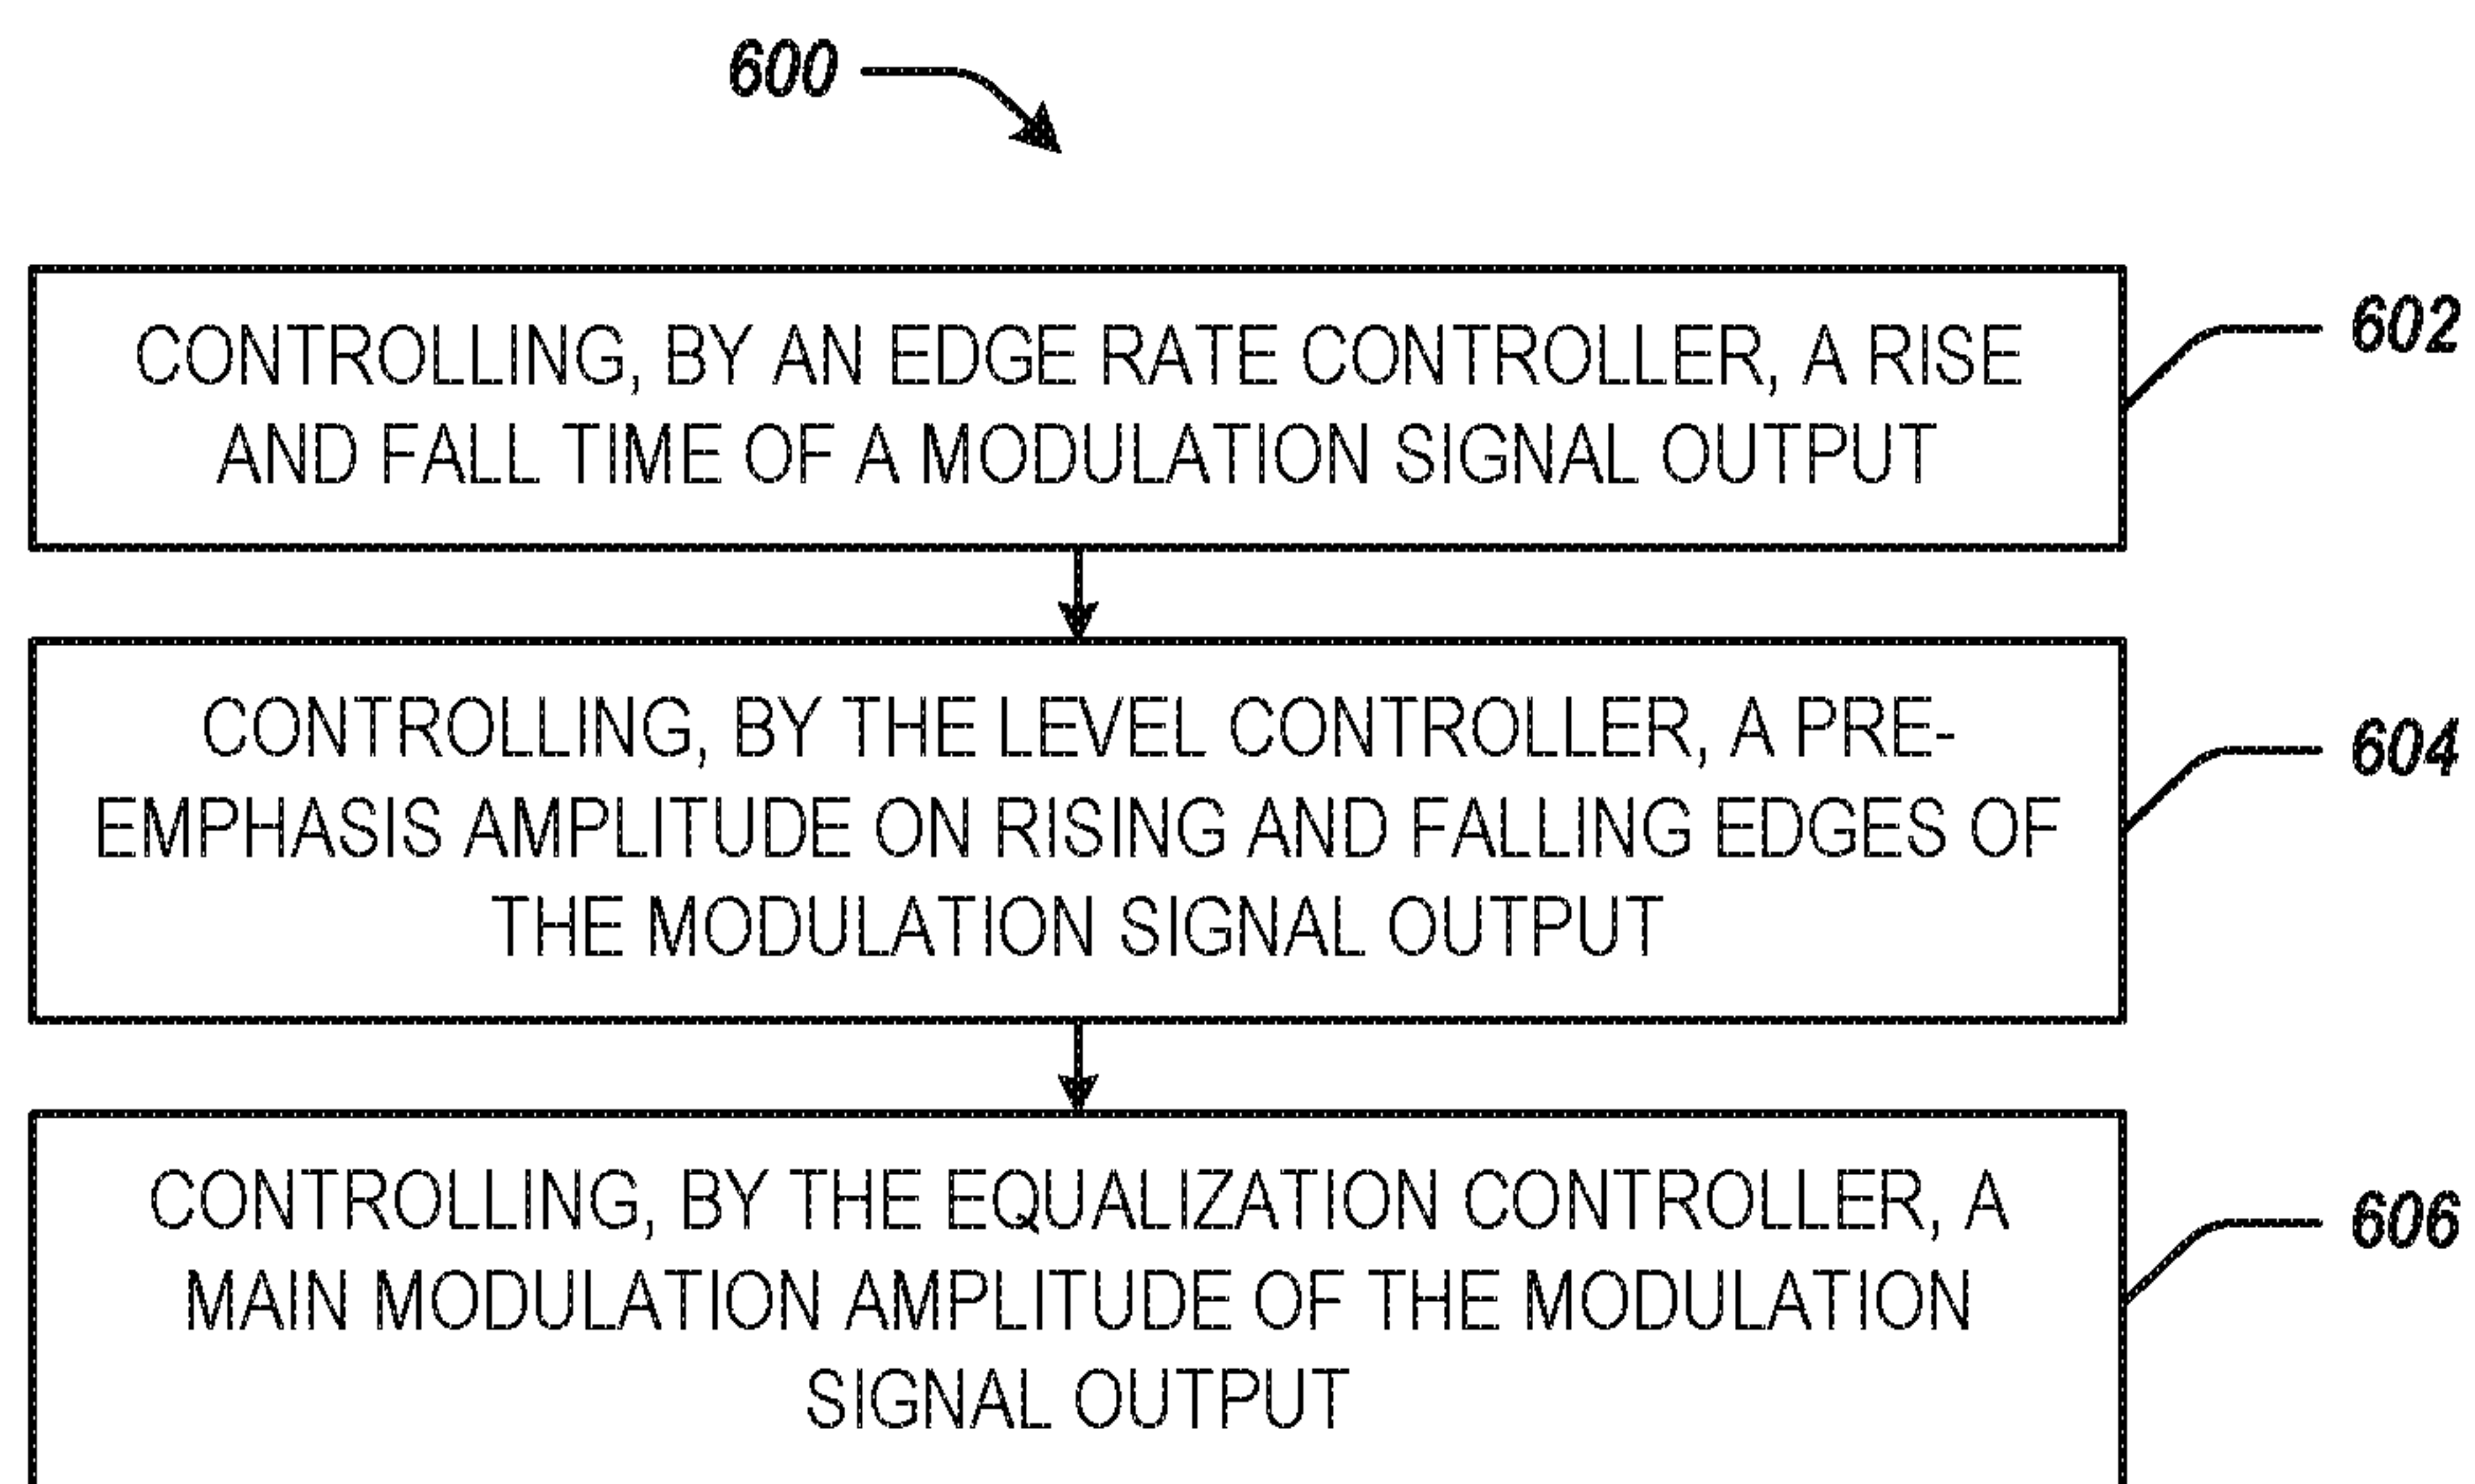 600
CONTROLLING, BY AN EDGE RATE CONTROLLER, A RISE
AND FALL TIME OF A MODULATION SIGNAL OUTPUT
602
CONTROLLING, BY THE LEVEL CONTROLLER, A PRE-
EMPHASIS AMPLITUDE ON RISING AND FALLING EDGES OF
THE MODULATION SIGNAL OUTPUT
604
CONTROLLING, BY THE EQUALIZATION CONTROLLER, A
MAIN MODULATION AMPLITUDE OF THE MODULATION
SIGNAL OUTPUT
606